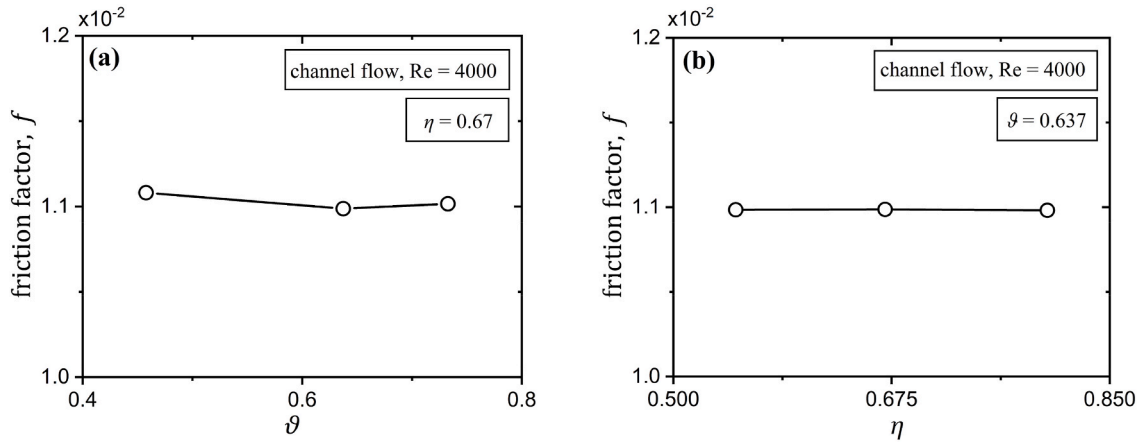 x10⁻²
1.2
(a)
channel flow, Re = 4000
η = 0.67
friction factor, f
1.1
1.0
0.4
0.6
0.8
ϑ
x10⁻²
1.2
(b)
channel flow, Re = 4000
ϑ = 0.637
friction factor, f
1.1
1.0
0.500
0.675
0.850
η